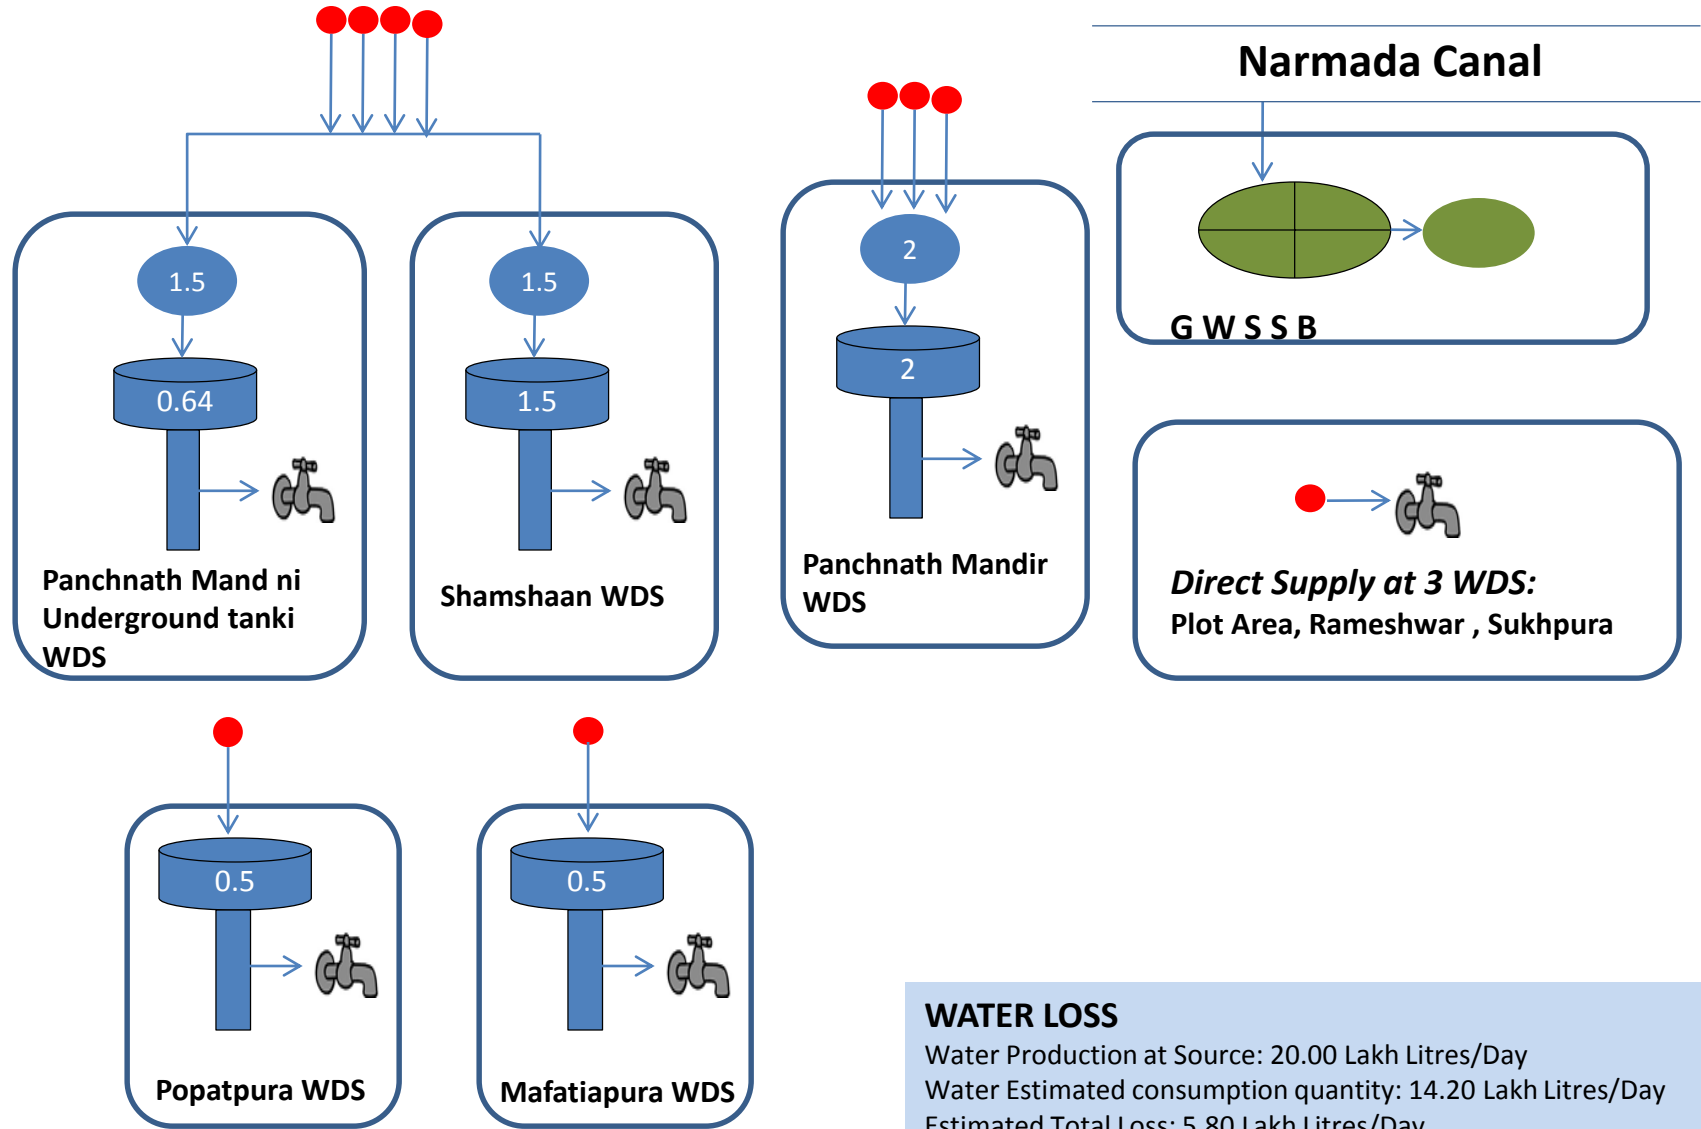 Narmada Canal
1.5
1.5
2
G W S S B
0.64
1.5
2
Panchnath Mand ni
Underground tanki
WDS
Shamshaan WDS
Panchnath Mandir
WDS
Direct Supply at 3 WDS:
Plot Area, Rameshwar , Sukhpura
0.5
0.5
Popatpura WDS
Mafatiapura WDS
WATER LOSS
Water Production at Source: 20.00 Lakh Litres/Day
Water Estimated consumption quantity: 14.20 Lakh Litres/Day
Estimated Total Loss: 5.80 Lakh Litres/Day